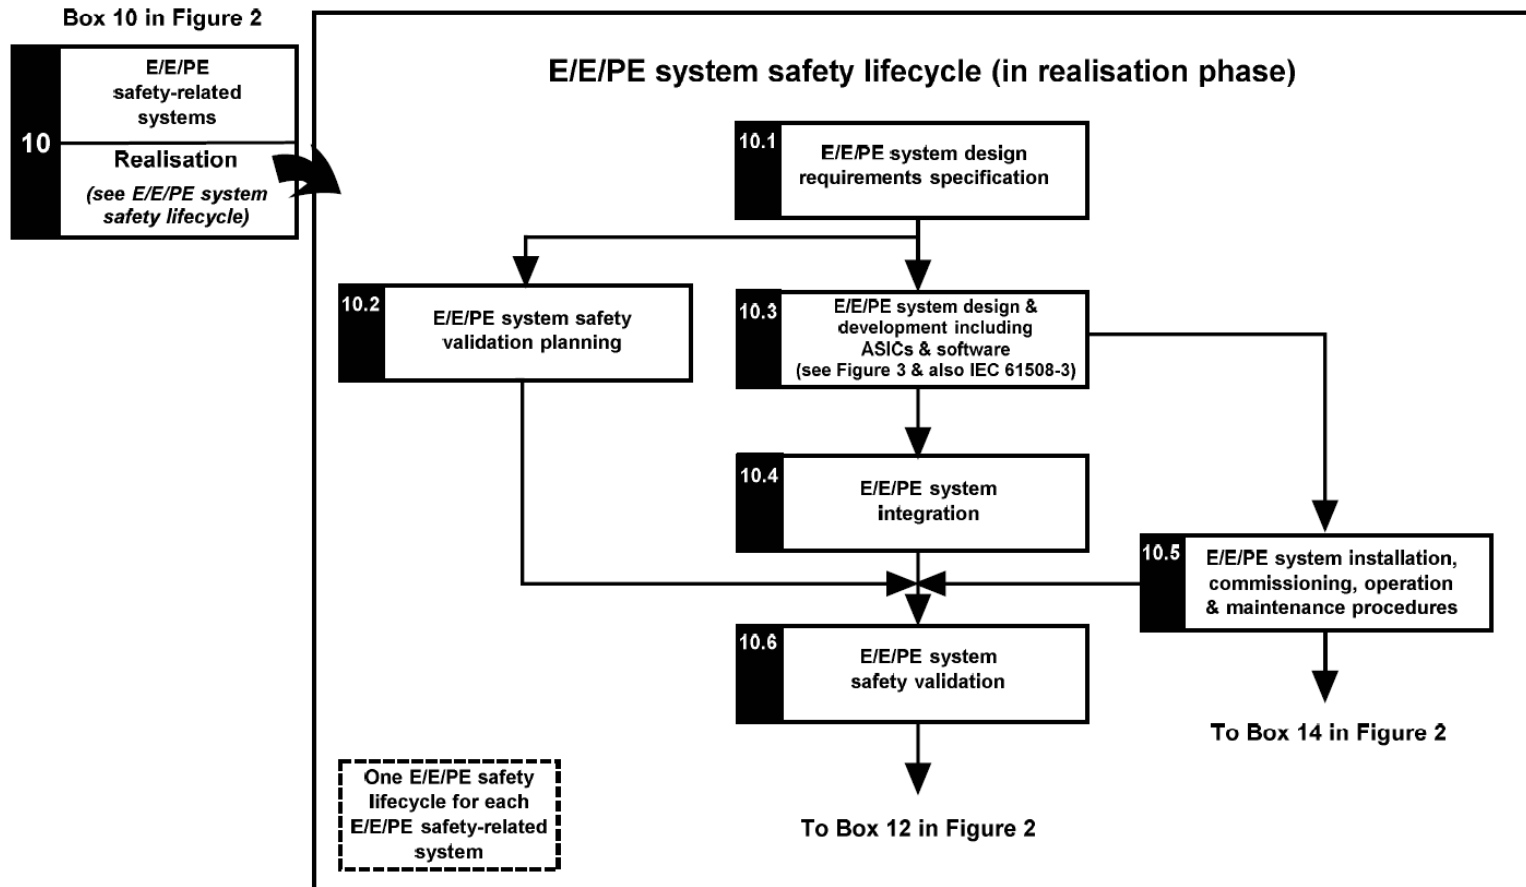 Box 10 in Figure 2
10
E/E/PE
safety-related
systems
Realisation
(see E/E/PE system
safety lifecycle)
E/E/PE system safety lifecycle (in realisation phase)
10.1
E/E/PE system design
requirements specification
10.2
E/E/PE system safety
validation planning
10.3
E/E/PE system design &
development including
ASICs & software
(see Figure 3 & also IEC 61508-3)
10.4
E/E/PE system
integration
10.5
E/E/PE system installation,
commissioning, operation
& maintenance procedures
10.6
E/E/PE system
safety validation
To Box 14 in Figure 2
One E/E/PE safety
lifecycle for each
E/E/PE safety-related
system
To Box 12 in Figure 2